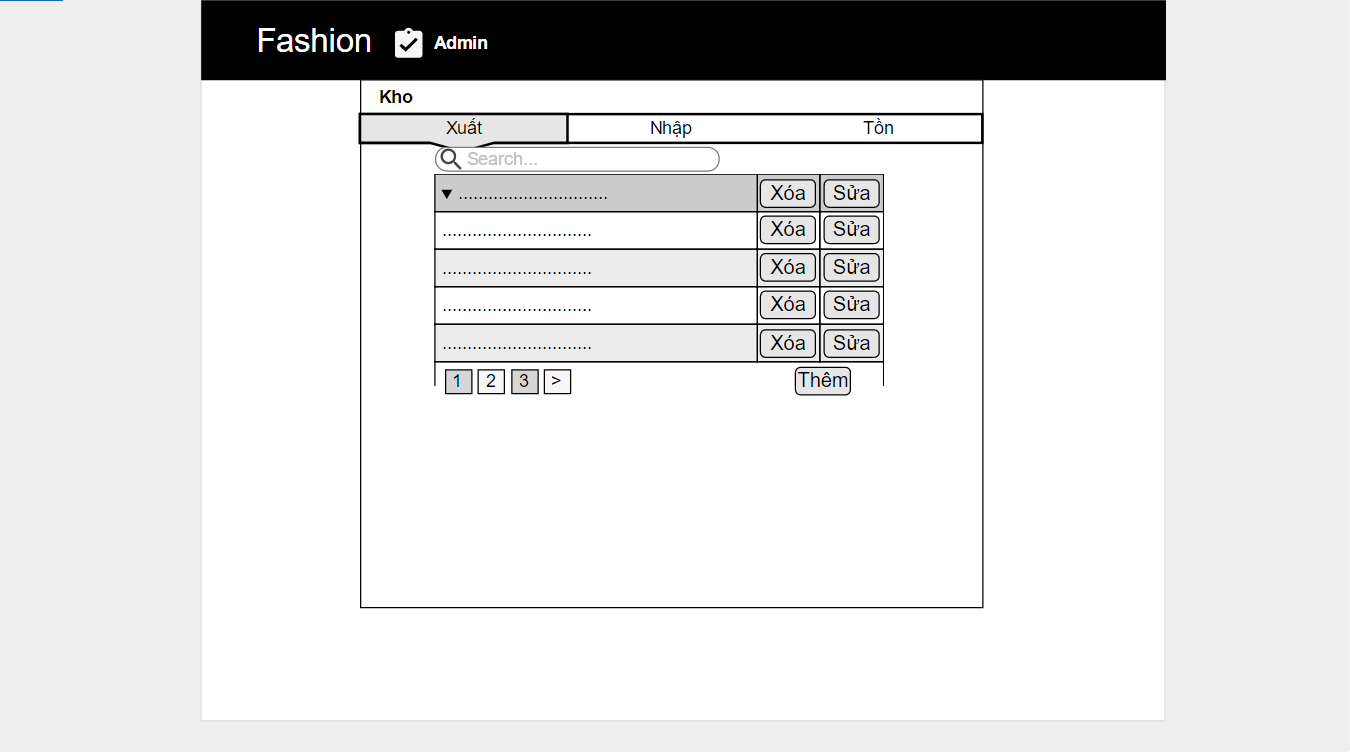 Fashion Admin
Kho
Xuất Nhập Tồn
Search...
▼ .............................. Xóa Sửa
.............................. Xóa Sửa
.............................. Xóa Sửa
.............................. Xóa Sửa
.............................. Xóa Sửa
1 2 3 > Thêm